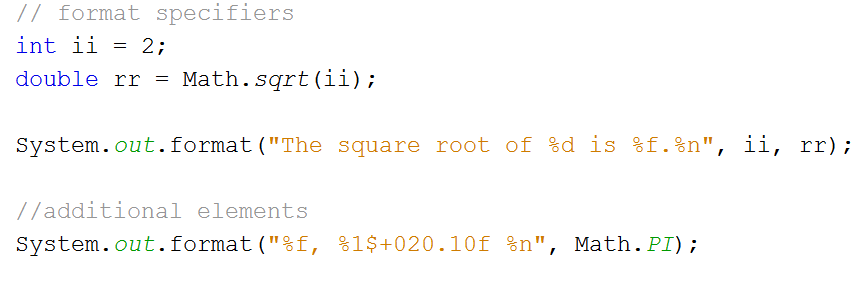 // format specifiers
int ii = 2;
double rr = Math.sqrt(ii);
System.out.format("The square root of %d is %f.%n", ii, rr);
//additional elements
System.out.format("%f, %1$+020.10f %n", Math.PI);